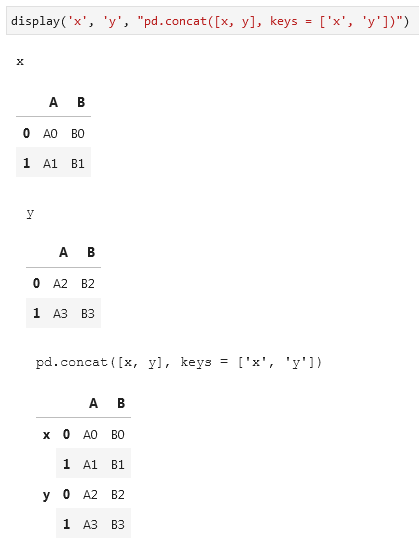 display('x', 'y', "pd.concat([x, y], keys = ['x', 'y'])")
x
A B
0 A0 B0
1 A1 B1
y
A B
0 A2 B2
1 A3 B3
pd.concat([x, y], keys = ['x', 'y'])
A B
x 0 A0 B0
1 A1 B1
y 0 A2 B2
1 A3 B3